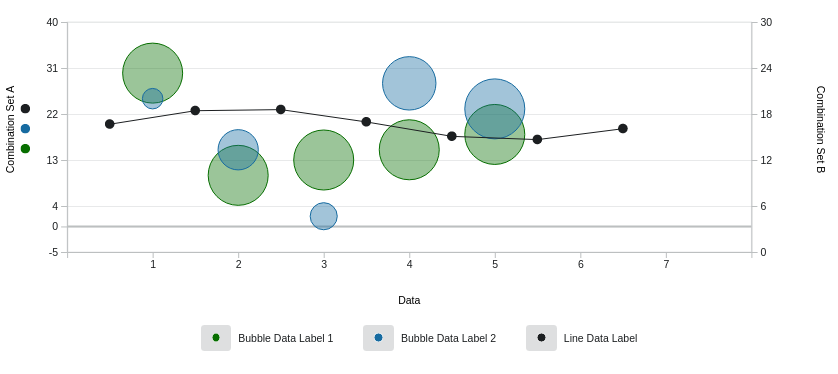 40
31
22
13
4
0
-5
30
24
18
12
6
0
Combination Set A
Combination Set B
1 2 3 4 5 6 7
Data
Bubble Data Label 1 Bubble Data Label 2 Line Data Label